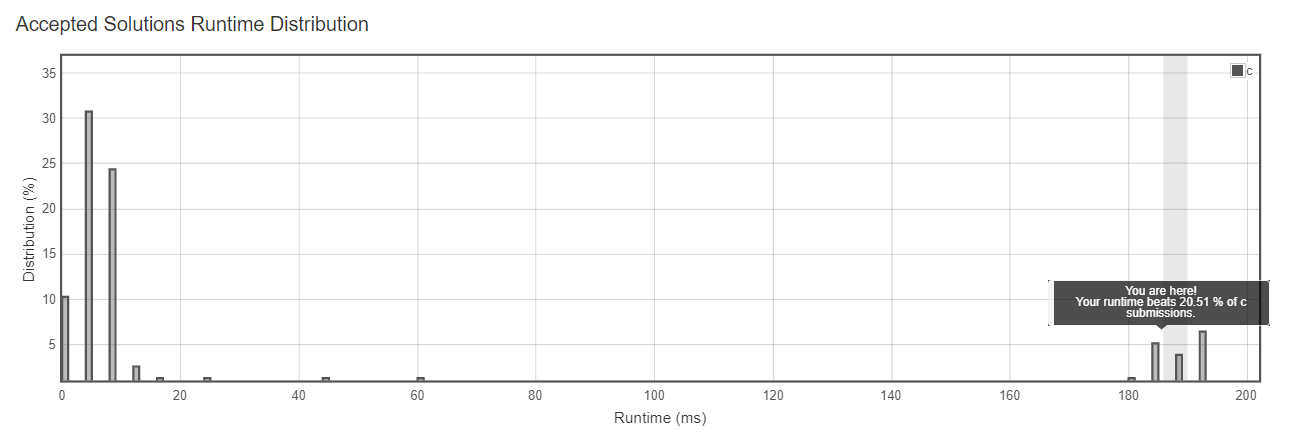 Accepted Solutions Runtime Distribution
c
35
30
25
20
15
10
5
Distribution (%)
You are here!
Your runtime beats 20.51 % of c
submissions.
0 20 40 60 80 100 120 140 160 180 200
Runtime (ms)